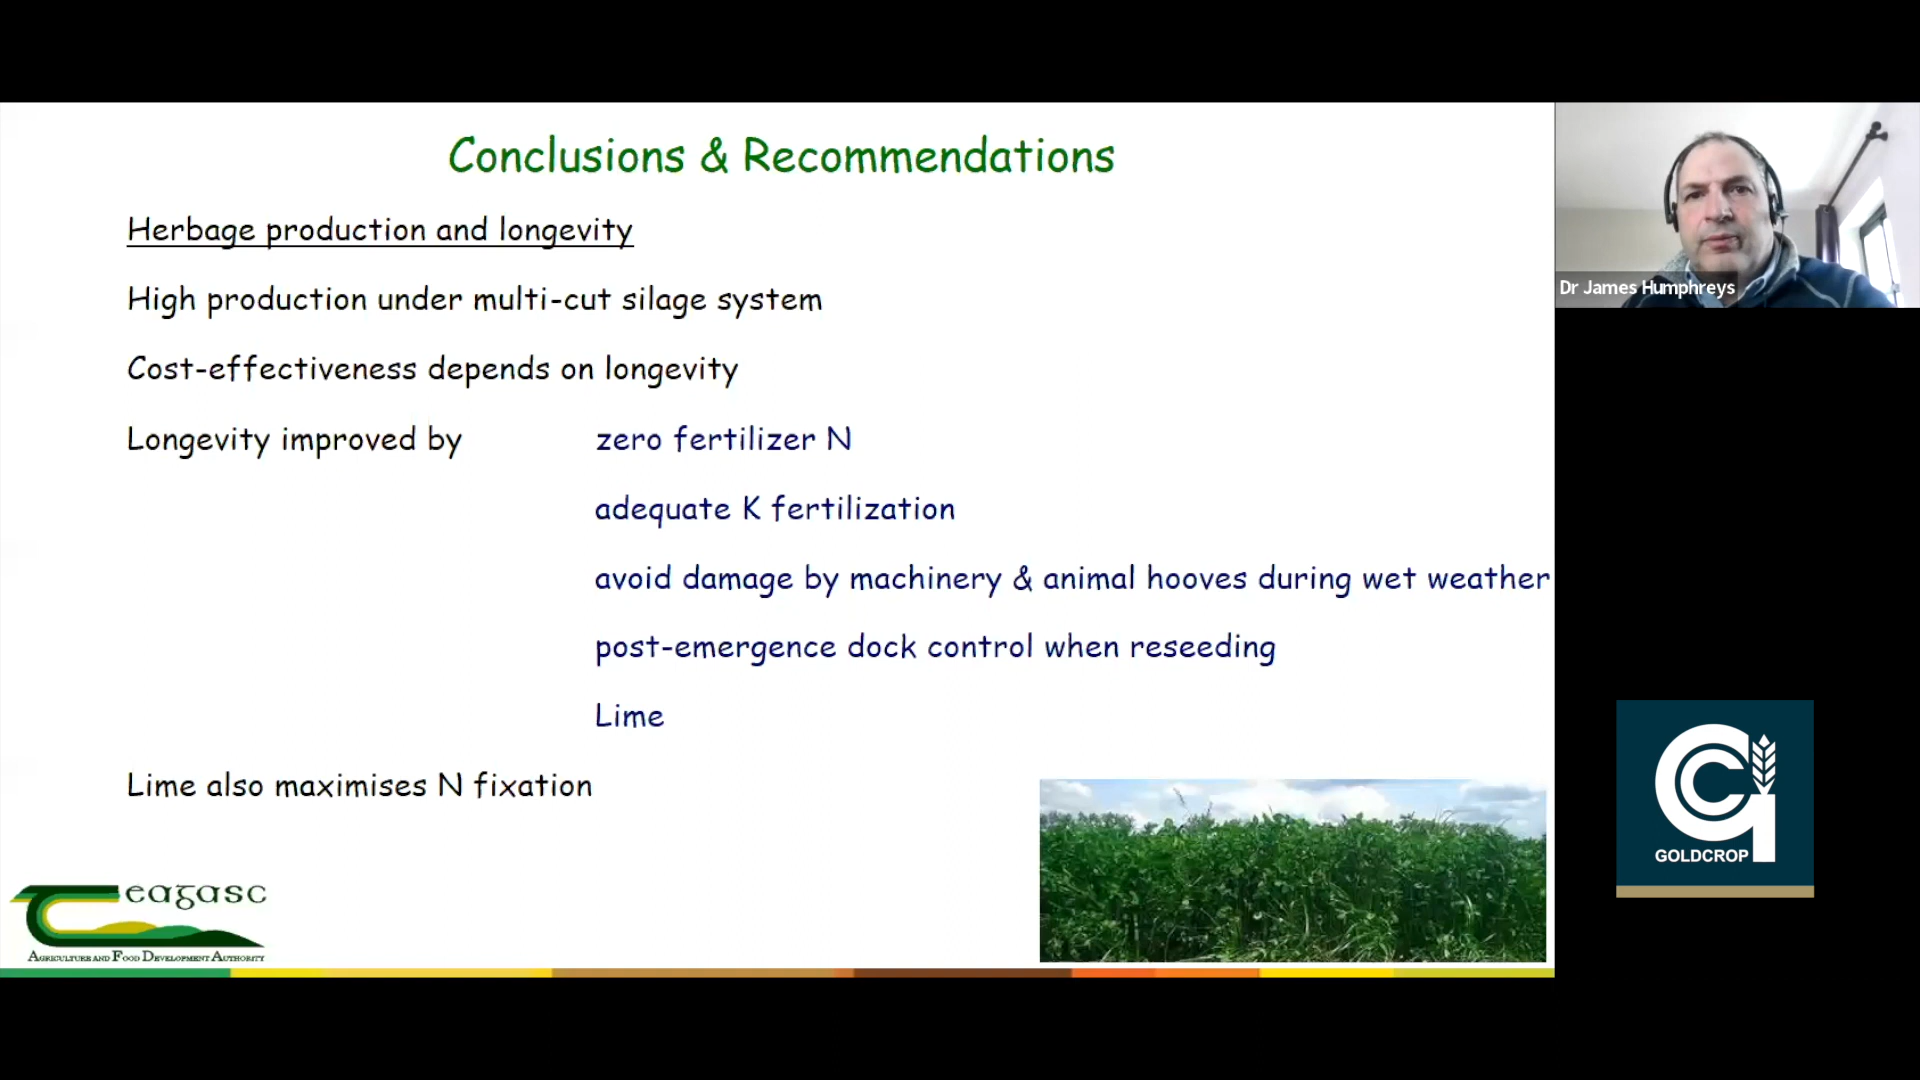 Conclusions & Recommendations
Herbage production and longevity
High production under multi-cut silage system
Cost-effectiveness depends on longevity
Longevity improved by zero fertilizer N
adequate K fertilization
avoid damage by machinery & animal hooves during wet weather
post-emergence dock control when reseeding
Lime
Lime also maximises N fixation
eagasc
AGRICULTURE AND FOOD DEVELOPMENT AUTHORITY
Dr James Humphreys
GOLDCROP